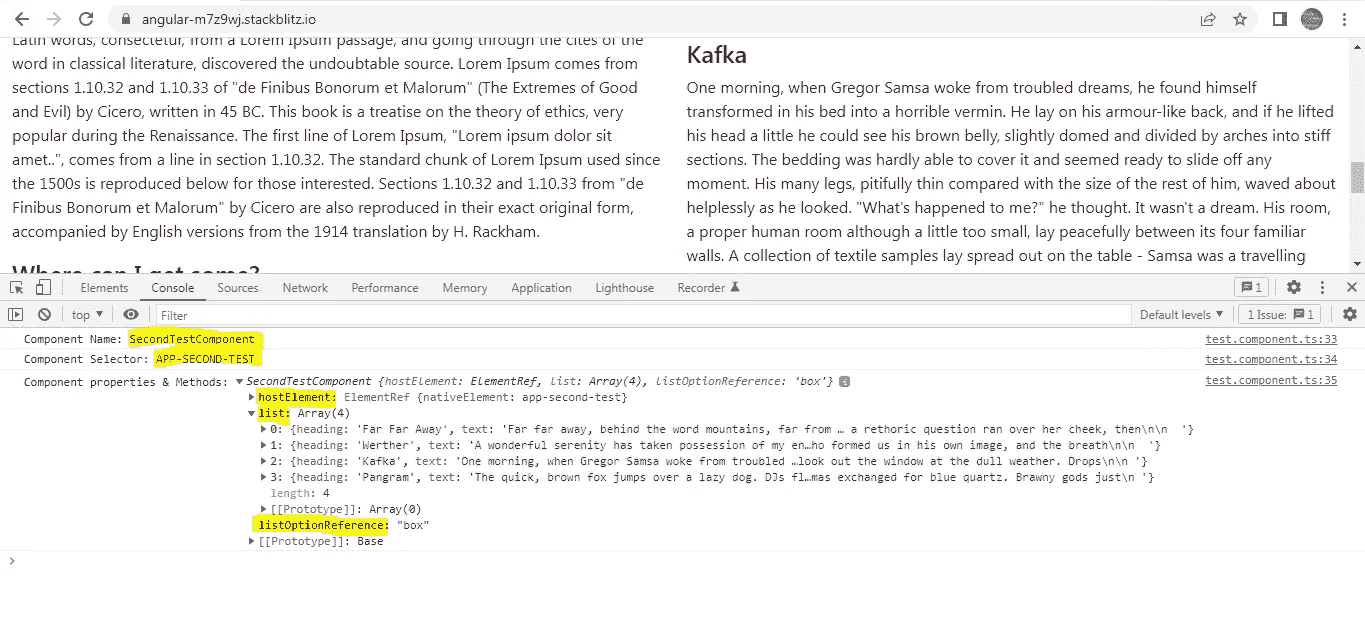 angular-m7z9wj.stackblitz.io
Latin words, consectetur, from a Lorem Ipsum passage, and going through the cites of the
word in classical literature, discovered the undoubtable source. Lorem Ipsum comes from
sections 1.10.32 and 1.10.33 of "de Finibus Bonorum et Malorum" (The Extremes of Good
and Evil) by Cicero, written in 45 BC. This book is a treatise on the theory of ethics, very
popular during the Renaissance. The first line of Lorem Ipsum, "Lorem ipsum dolor sit
amet..", comes from a line in section 1.10.32. The standard chunk of Lorem Ipsum used since
the 1500s is reproduced below for those interested. Sections 1.10.32 and 1.10.33 from "de
Finibus Bonorum et Malorum" by Cicero are also reproduced in their exact original form,
accompanied by English versions from the 1914 translation by H. Rackham.
Where can I get some?
Kafka
One morning, when Gregor Samsa woke from troubled dreams, he found himself
transformed in his bed into a horrible vermin. He lay on his armour-like back, and if he lifted
his head a little he could see his brown belly, slightly domed and divided by arches into stiff
sections. The bedding was hardly able to cover it and seemed ready to slide off any
moment. His many legs, pitifully thin compared with the size of the rest of him, waved about
helplessly as he looked. "What's happened to me?" he thought. It wasn't a dream. His room,
a proper human room although a little too small, lay peacefully between its four familiar
walls. A collection of textile samples lay spread out on the table - Samsa was a travelling
Elements Console Sources Network Performance Memory Application Lighthouse Recorder 1
top Filter Default levels 1 Issue: 1
Component Name: SecondTestComponent test.component.ts:33
Component Selector: APP-SECOND-TEST test.component.ts:34
Component properties & Methods: SecondTestComponent {hostElement: ElementRef, list: Array(4), listOptionReference: 'box'} i test.component.ts:35
hostElement: ElementRef {nativeElement: app-second-test}
list: Array(4)
0: {heading: 'Far Far Away', text: 'Far far away, behind the word mountains, far from … a rethoric question ran over her cheek, then\n\n  '}
1: {heading: 'Werther', text: 'A wonderful serenity has taken possession of my en…ho formed us in his own image, and the breath\n\n  '}
2: {heading: 'Kafka', text: 'One morning, when Gregor Samsa woke from troubled …look out the window at the dull weather. Drops\n\n '}
3: {heading: 'Pangram', text: 'The quick, brown fox jumps over a lazy dog. DJs fl…mas exchanged for blue quartz. Brawny gods just\n '}
length: 4
[[Prototype]]: Array(0)
listOptionReference: "box"
[[Prototype]]: Base